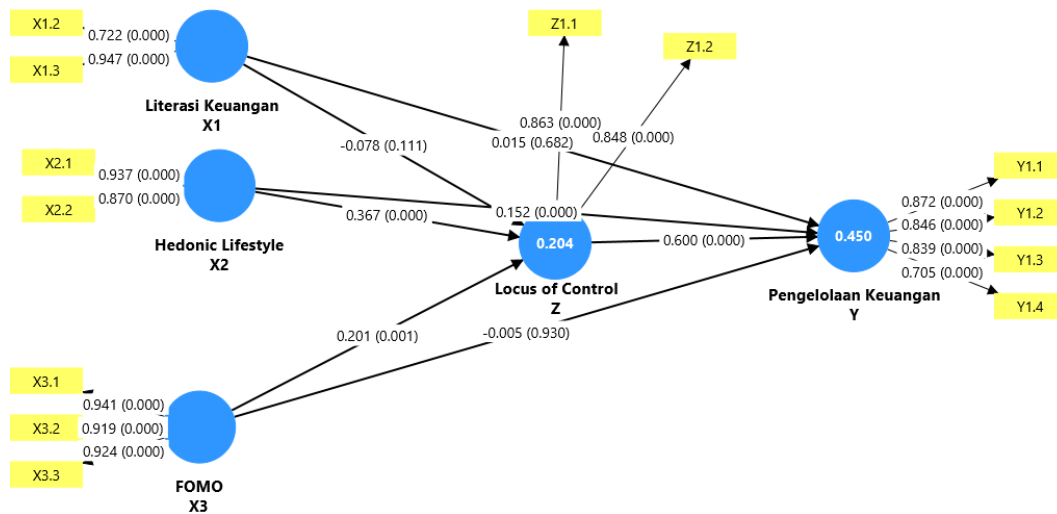 X1.2
0.722 (0.000)
X1.3
0.947 (0.000)
Literasi Keuangan
X1
Z1.1
Z1.2
0.863 (0.000)
0.848 (0.000)
0.015 (0.682)
-0.078 (0.111)
X2.1
0.937 (0.000)
X2.2
0.870 (0.000)
Hedonic Lifestyle
X2
0.152 (0.000)
0.367 (0.000)
0.204
Locus of Control
Z
0.600 (0.000)
0.450
Pengelolaan Keuangan
Y
Y1.1
0.872 (0.000)
Y1.2
0.846 (0.000)
Y1.3
0.839 (0.000)
Y1.4
0.705 (0.000)
0.201 (0.001)
-0.005 (0.930)
X3.1
0.941 (0.000)
X3.2
0.919 (0.000)
X3.3
0.924 (0.000)
FOMO
X3